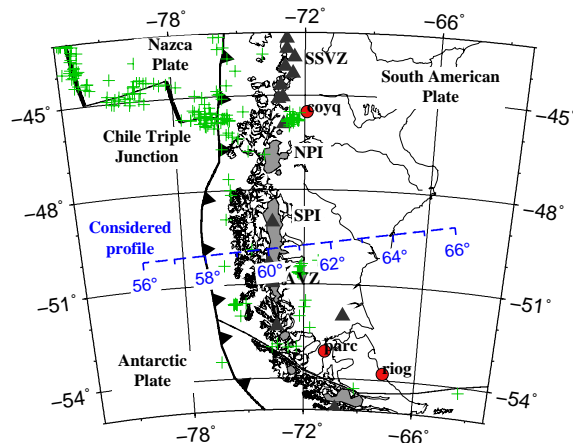 −78° −72° −66°
Nazca
Plate
SSVZ
South American
Plate
−45° coyq −45°
Chile Triple
Junction
NPI
−48° SPI −48°
Considered
profile
56° 58° 60° 62° 64° 66°
AVZ
−51° −51°
Antarctic
Plate
parc
riog
−54° −54°
−78° −72° −66°